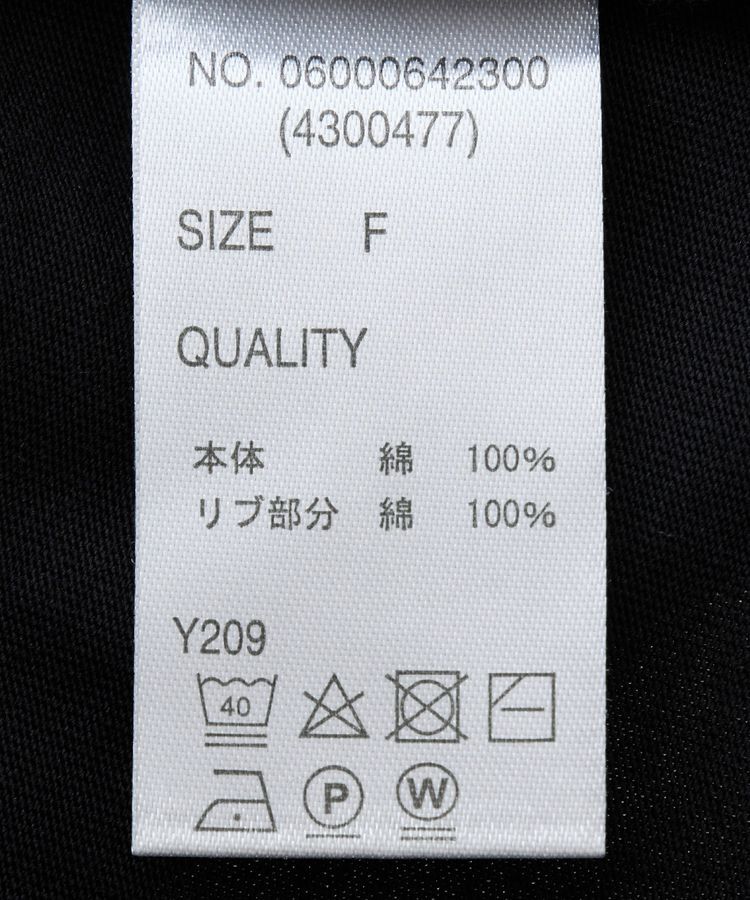 NO. 06000642300
(4300477)
SIZE F
QUALITY
本体 綿 100%
リブ部分 綿 100%
Y209
40
P W